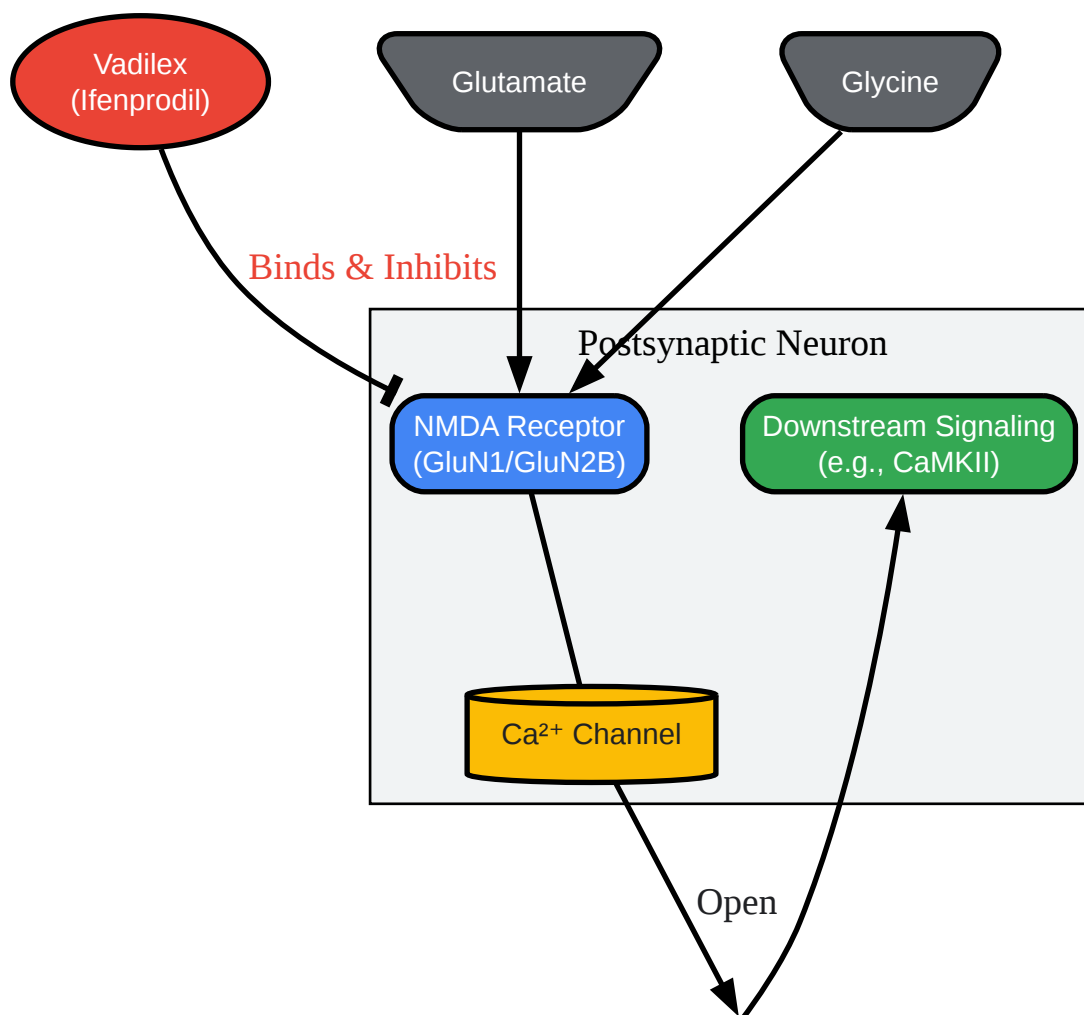 Vadilex
(Ifenprodil)
Glutamate
Glycine
Binds & Inhibits
Postsynaptic Neuron
NMDA Receptor
(GluN1/GluN2B)
Downstream Signaling
(e.g., CaMKII)
Ca²⁺ Channel
Open